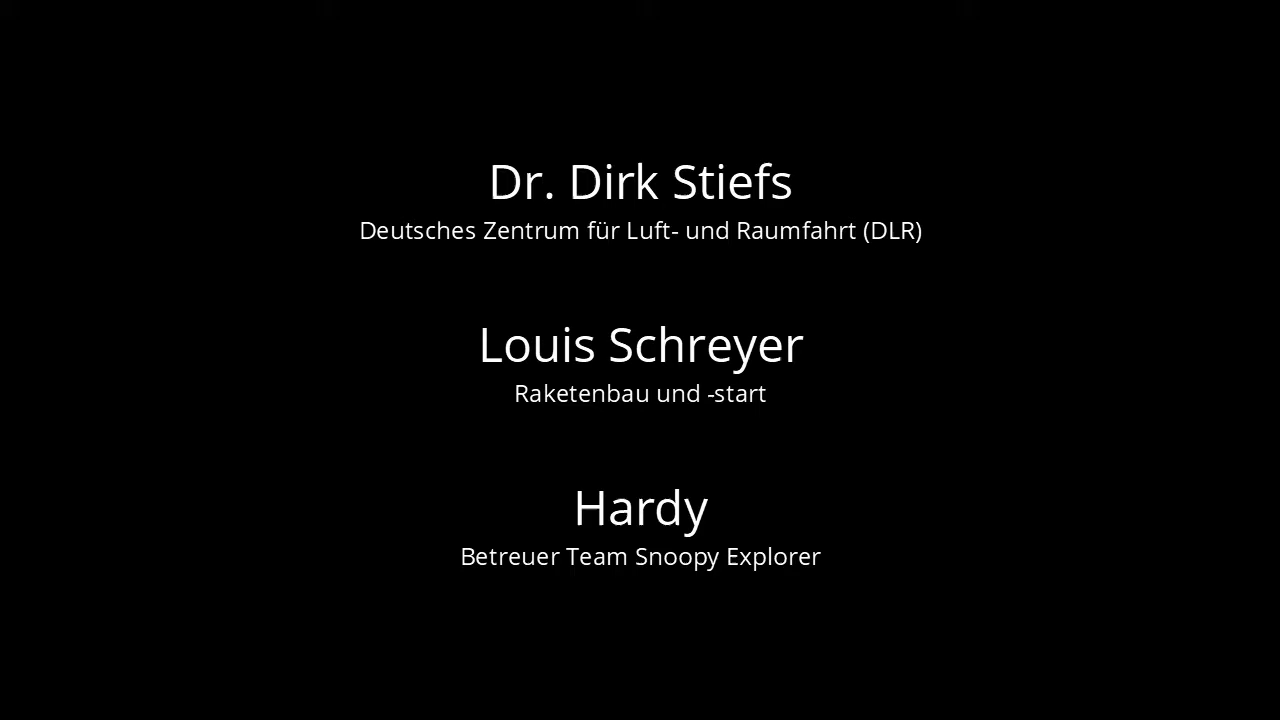 Dr. Dirk Stiefs
Deutsches Zentrum für Luft- und Raumfahrt (DLR)
Louis Schreyer
Raketenbau und -start
Hardy
Betreuer Team Snoopy Explorer